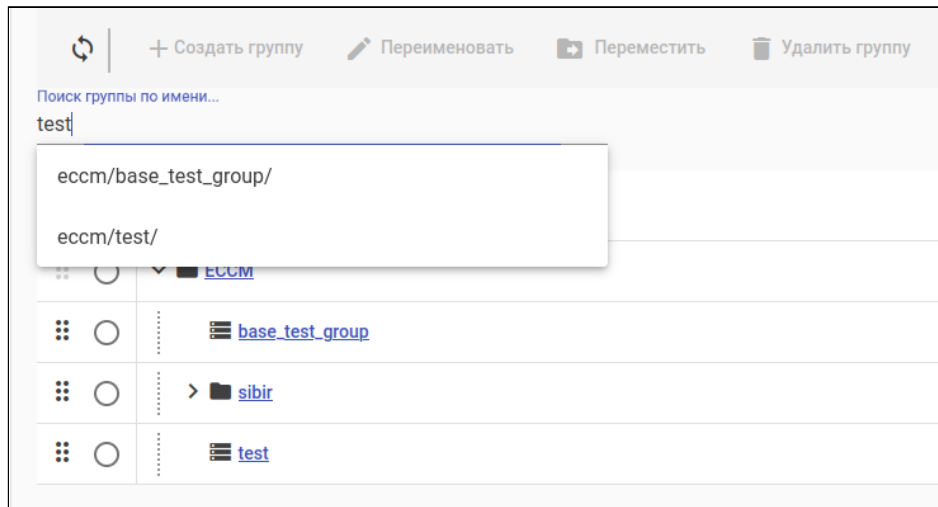 Создать группу Переименовать Переместить Удалить группу
Поиск группы по имени...
test
eccm/base_test_group/
eccm/test/
ECCM
base_test_group
sibir
test